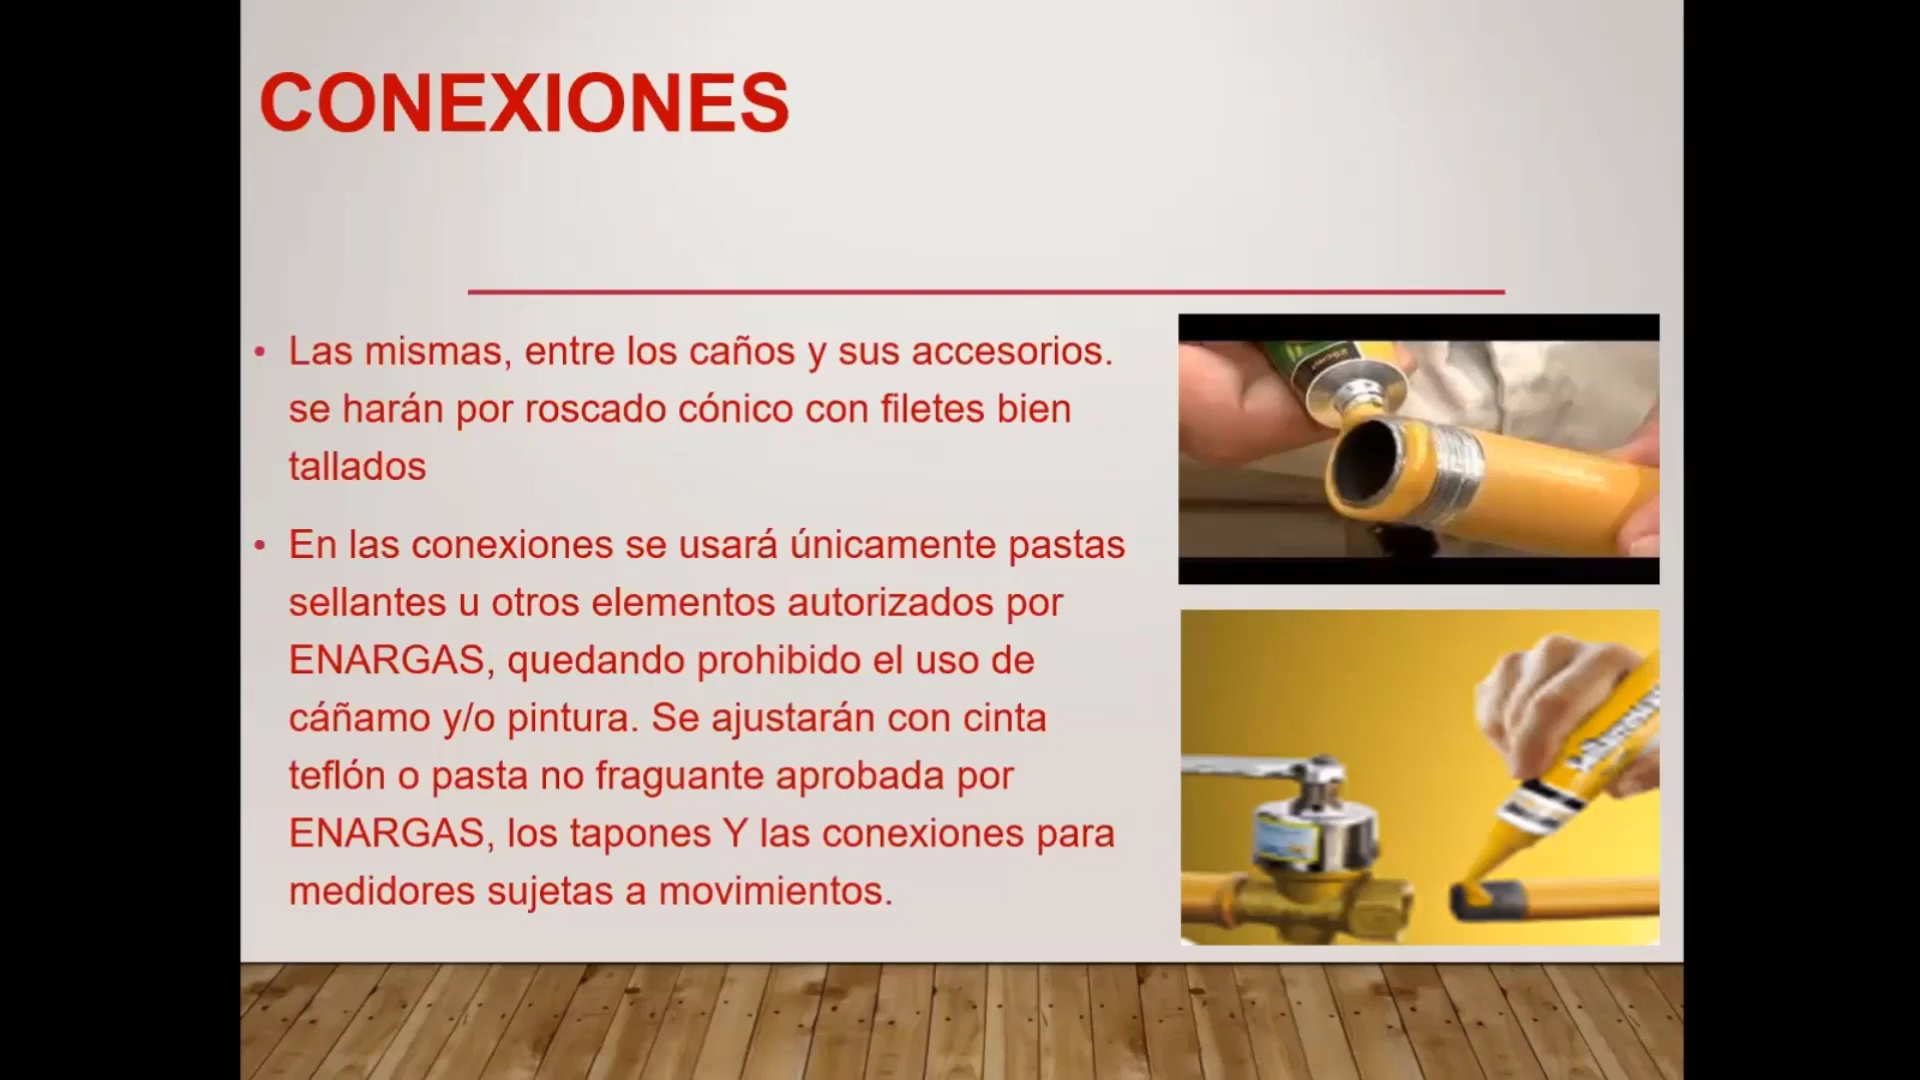 CONEXIONES
• Las mismas, entre los caños y sus accesorios.
se harán por roscado cónico con filetes bien
tallados
• En las conexiones se usará únicamente pastas
sellantes u otros elementos autorizados por
ENARGAS, quedando prohibido el uso de
cáñamo y/o pintura. Se ajustarán con cinta
teflón o pasta no fraguante aprobada por
ENARGAS, los tapones Y las conexiones para
medidores sujetas a movimientos.